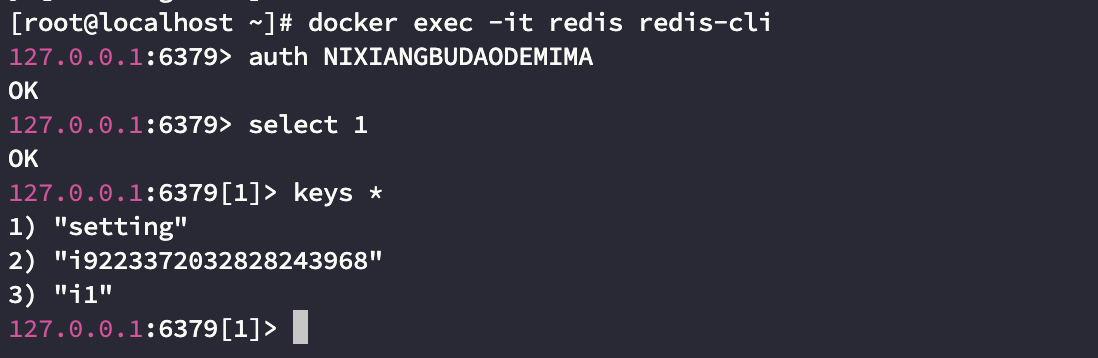 [root@localhost ~]# docker exec -it redis redis-cli
127.0.0.1:6379> auth NIXIANGBUDAODEMIMA
OK
127.0.0.1:6379> select 1
OK
127.0.0.1:6379[1]> keys *
1) "setting"
2) "i9223372032828243968"
3) "i1"
127.0.0.1:6379[1]>